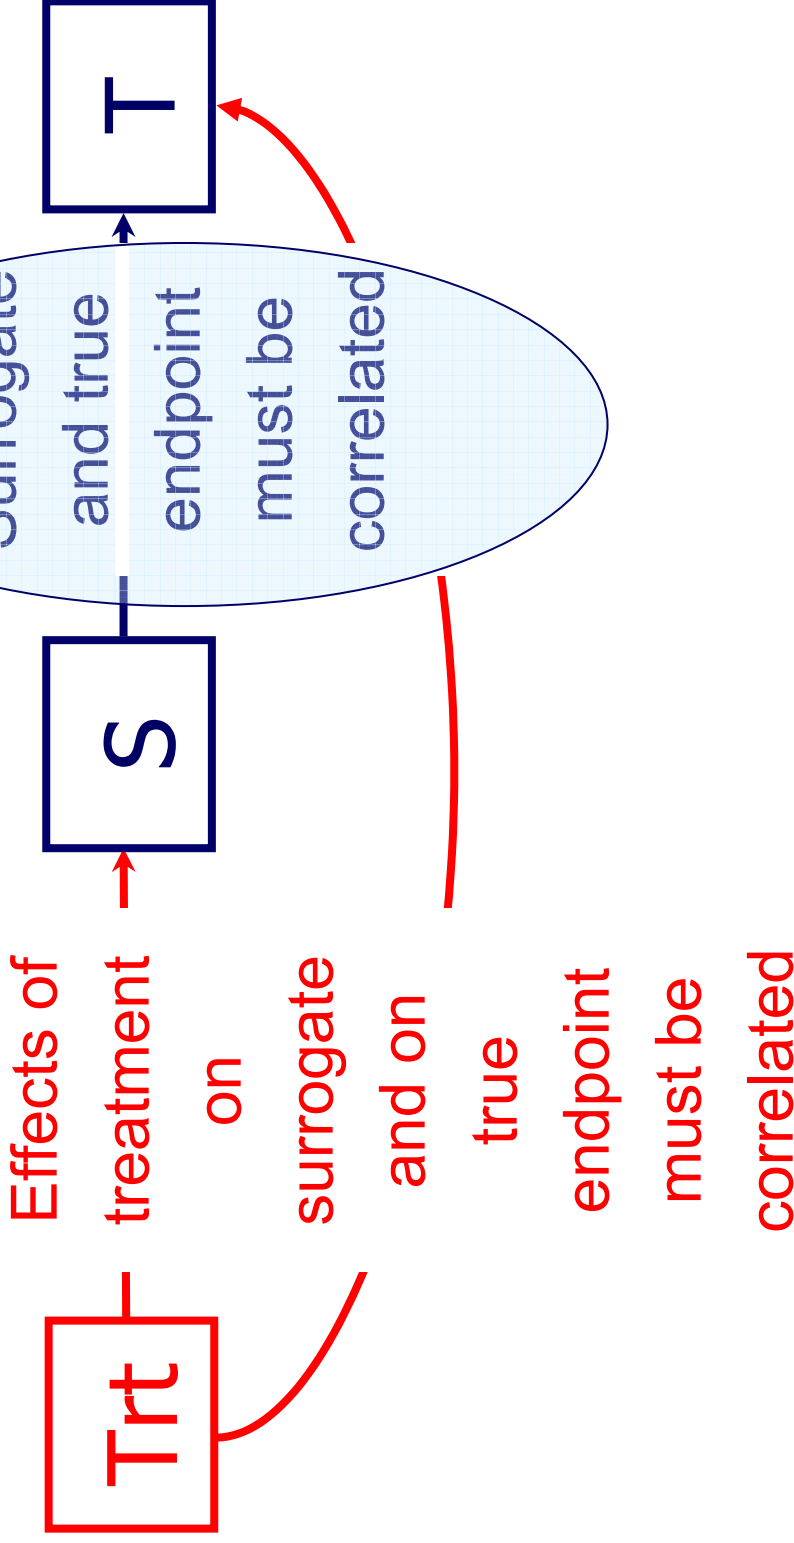 Trt
Effects of
treatment
on
surrogate
and on
true
endpoint
must be
correlated
S
Surrogate
and true
endpoint
must be
correlated
T